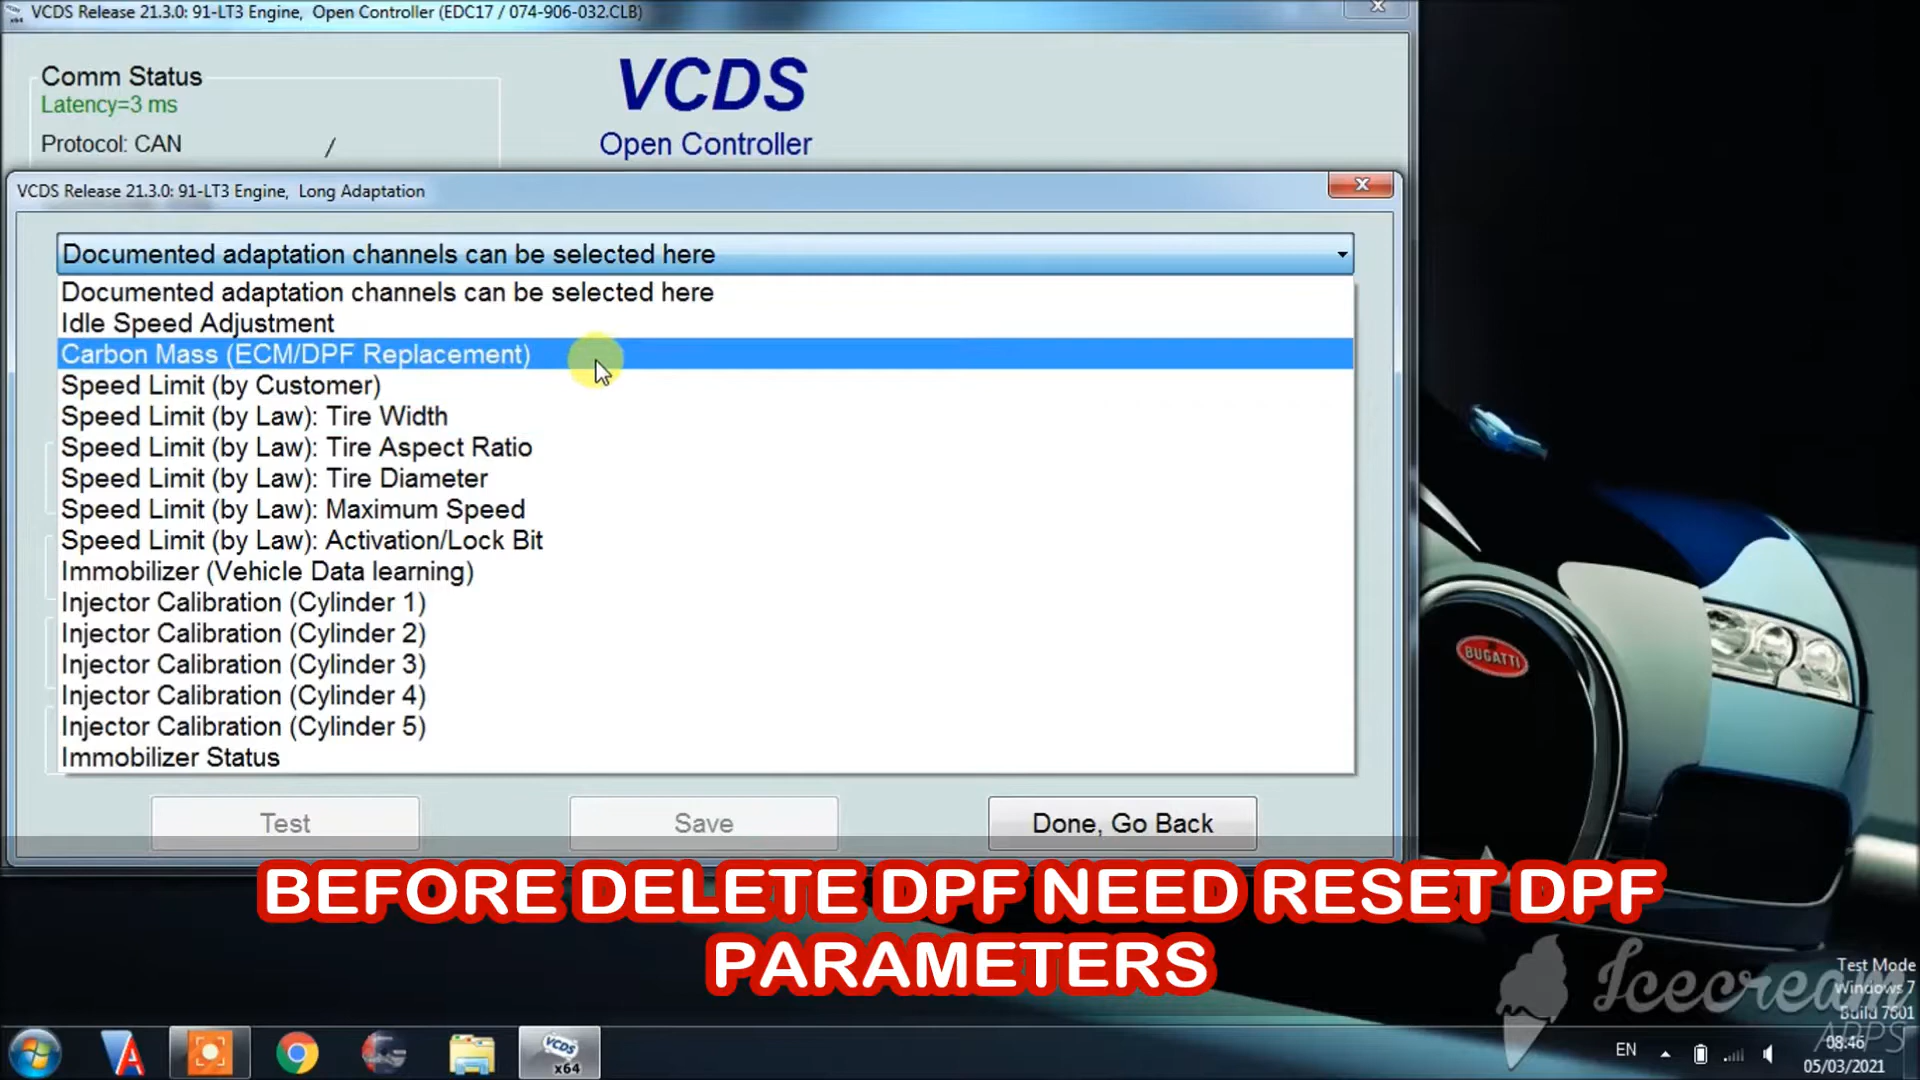 VCDS Release 21.3.0: 91-LT3 Engine,  Open Controller (EDC17 / 074-906-032.CLB)
Comm Status
Latency=3 ms
Protocol: CAN
/
VCDS
Open Controller
VCDS Release 21.3.0: 91-LT3 Engine,  Long Adaptation
Documented adaptation channels can be selected here
Documented adaptation channels can be selected here
Idle Speed Adjustment
Carbon Mass (ECM/DPF Replacement)
Speed Limit (by Customer)
Speed Limit (by Law): Tire Width
Speed Limit (by Law): Tire Aspect Ratio
Speed Limit (by Law): Tire Diameter
Speed Limit (by Law): Maximum Speed
Speed Limit (by Law): Activation/Lock Bit
Immobilizer (Vehicle Data learning)
Injector Calibration (Cylinder 1)
Injector Calibration (Cylinder 2)
Injector Calibration (Cylinder 3)
Injector Calibration (Cylinder 4)
Injector Calibration (Cylinder 5)
Immobilizer Status
Test
Save
Done, Go Back
BUGATTI
BEFORE DELETE DPF NEED RESET DPF
PARAMETERS
Test Mode
Windows 7
Build 7601
Icecream
APPS
VCDS
x64
EN
08:46
05/03/2021